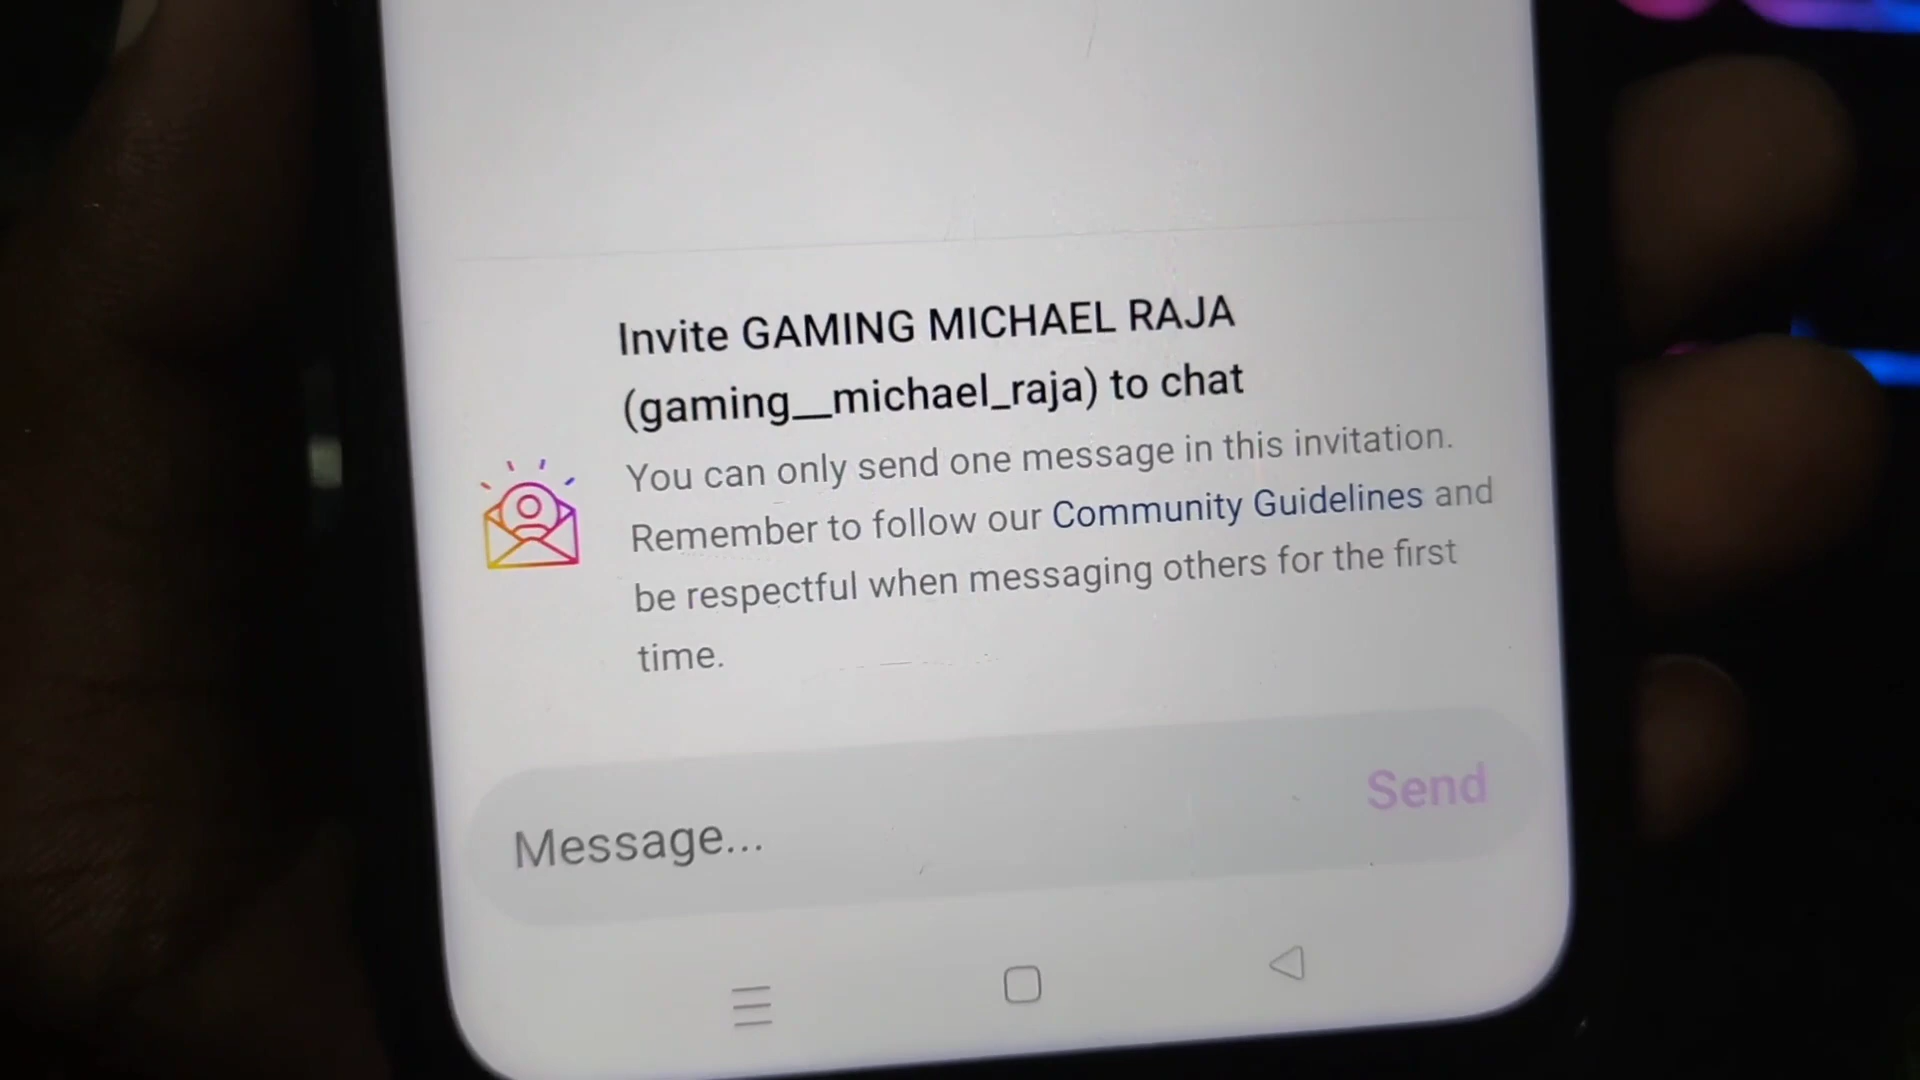 Invite GAMING MICHAEL RAJA
(gaming__michael_raja) to chat
You can only send one message in this invitation.
Remember to follow our Community Guidelines and
be respectful when messaging others for the first
time.
Message...
Send